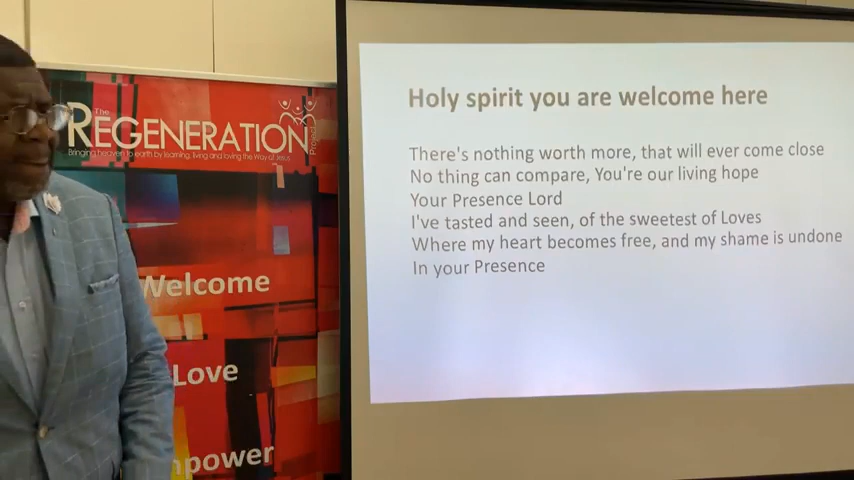 The
REGENERATION
Project
Bringing heaven to earth by learning, living and loving the Way of Jesus
Welcome
Love
mpower
Holy spirit you are welcome here
There's nothing worth more, that will ever come close
No thing can compare, You're our living hope
Your Presence Lord
I've tasted and seen, of the sweetest of Loves
Where my heart becomes free, and my shame is undone
In your Presence